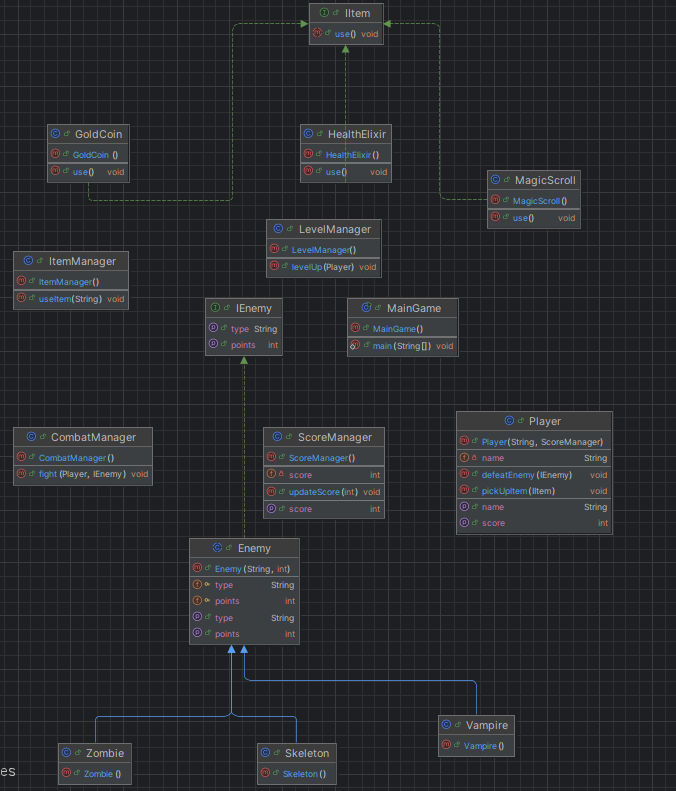 IItem
use() void
GoldCoin
GoldCoin ()
use() void
HealthElixir
HealthElixir()
use() void
MagicScroll
MagicScroll()
use() void
LevelManager
LevelManager()
levelUp(Player) void
ItemManager
ItemManager()
useItem(String) void
IEnemy
type String
points int
MainGame
MainGame()
main(String[]) void
CombatManager
CombatManager()
fight(Player, IEnemy) void
ScoreManager
ScoreManager()
score int
updateScore(int) void
score int
Player
Player(String, ScoreManager)
name String
defeatEnemy(IEnemy) void
pickUpItem(IItem) void
name String
score int
Enemy
Enemy(String, int)
type String
points int
type String
points int
Zombie
Zombie ()
Skeleton
Skeleton()
Vampire
Vampire()
es